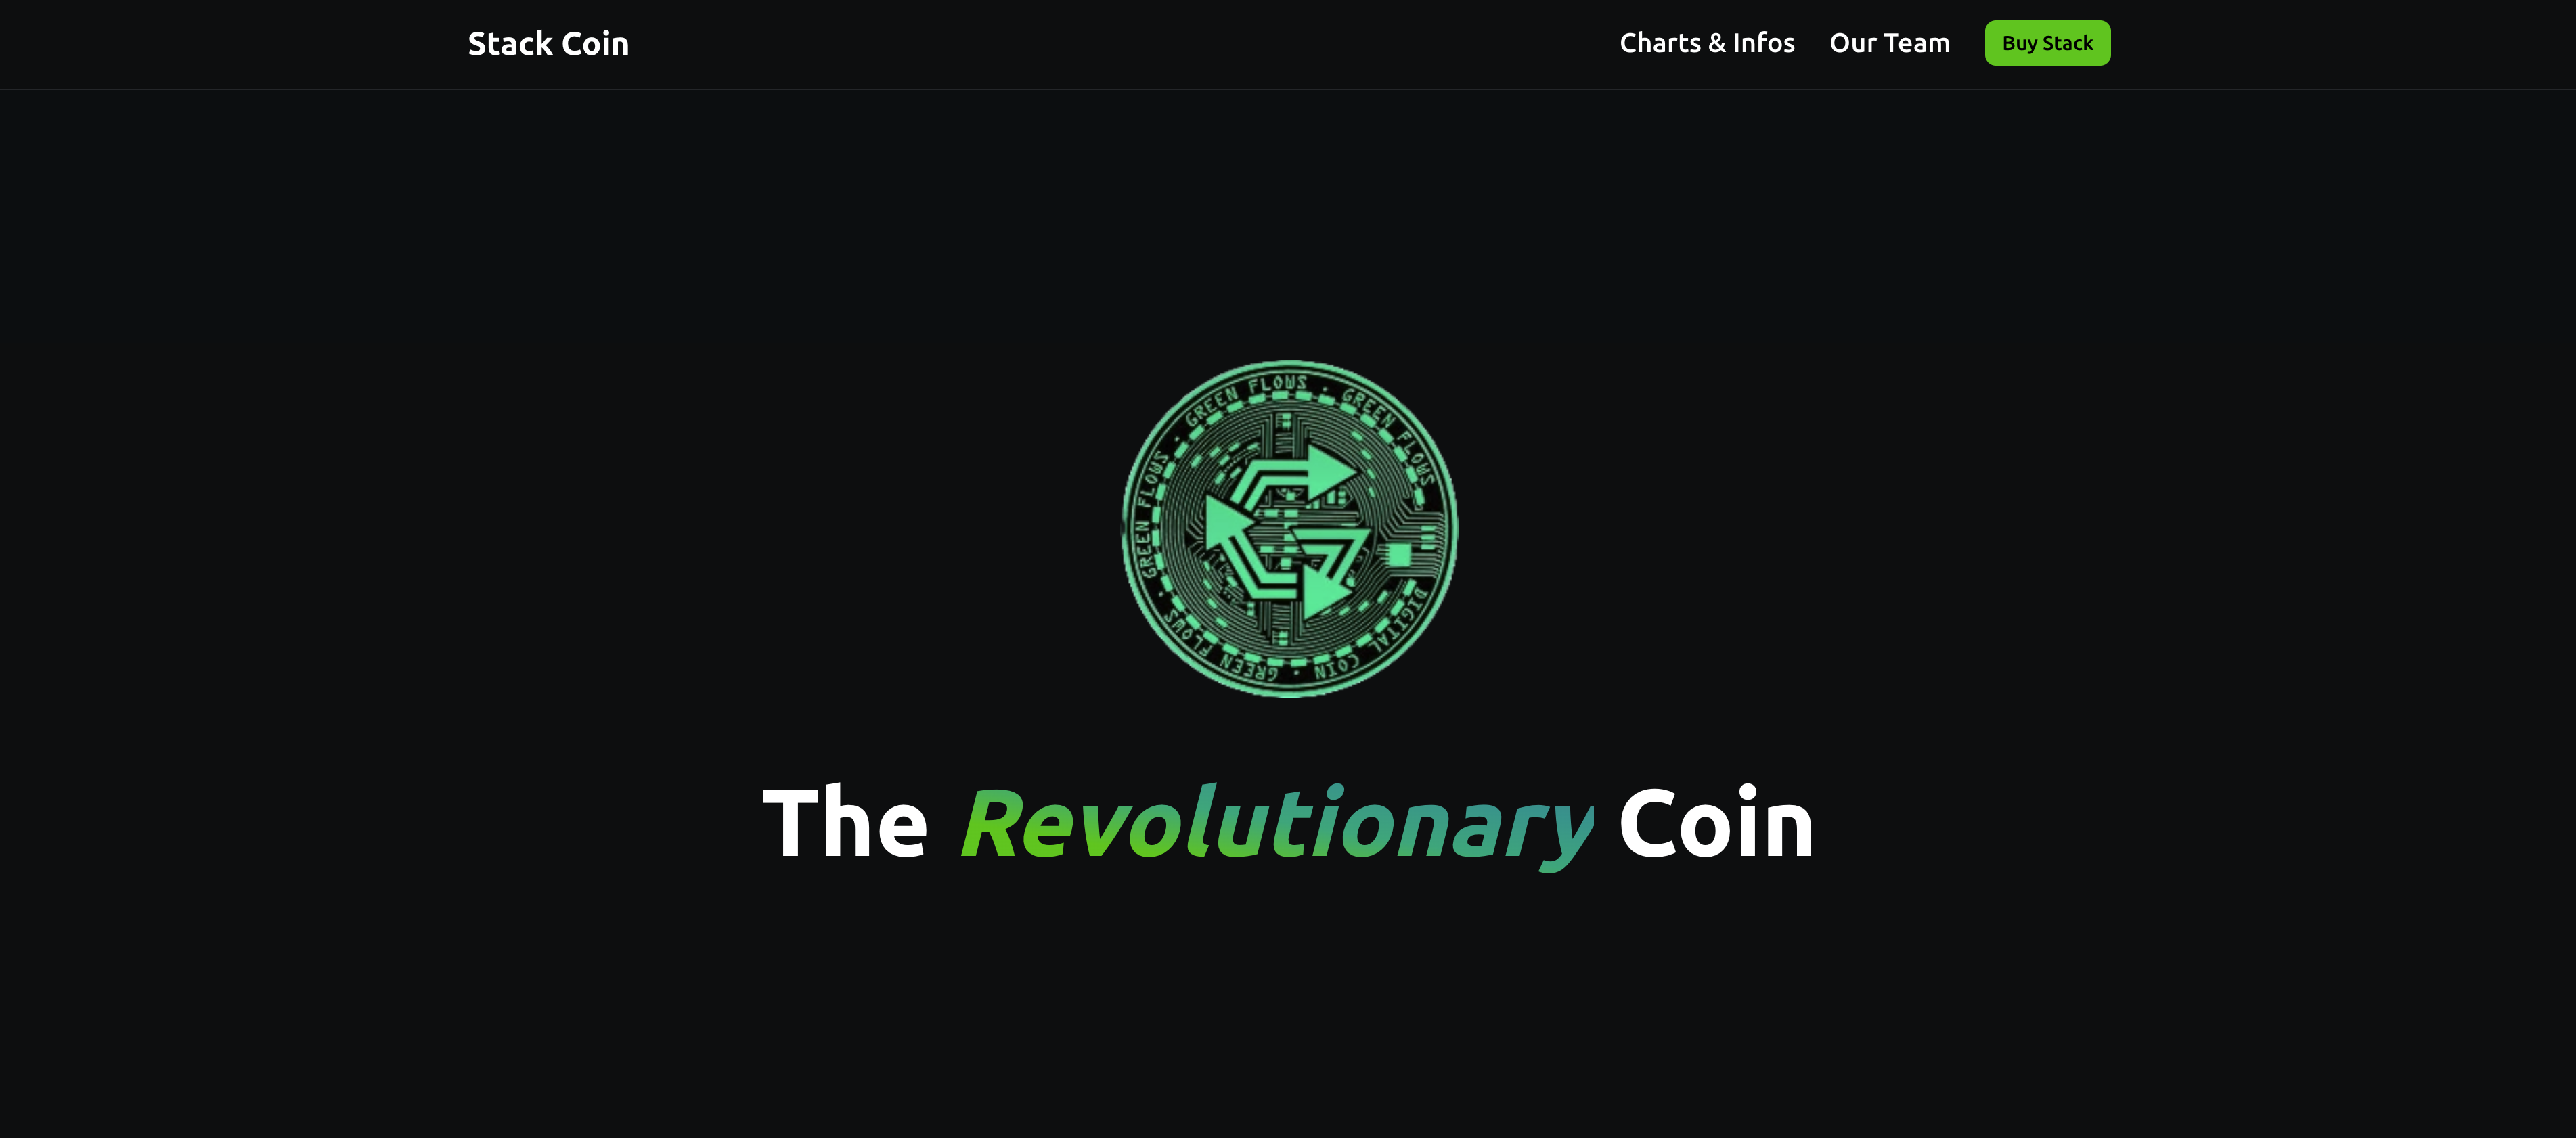 Stack Coin
Charts & Infos
Our Team
Buy Stack
GREEN FLOWS · GREEN FLOWS · DIGITAL COIN · GREEN FLOWS · GREEN FLOWS ·
The Revolutionary Coin